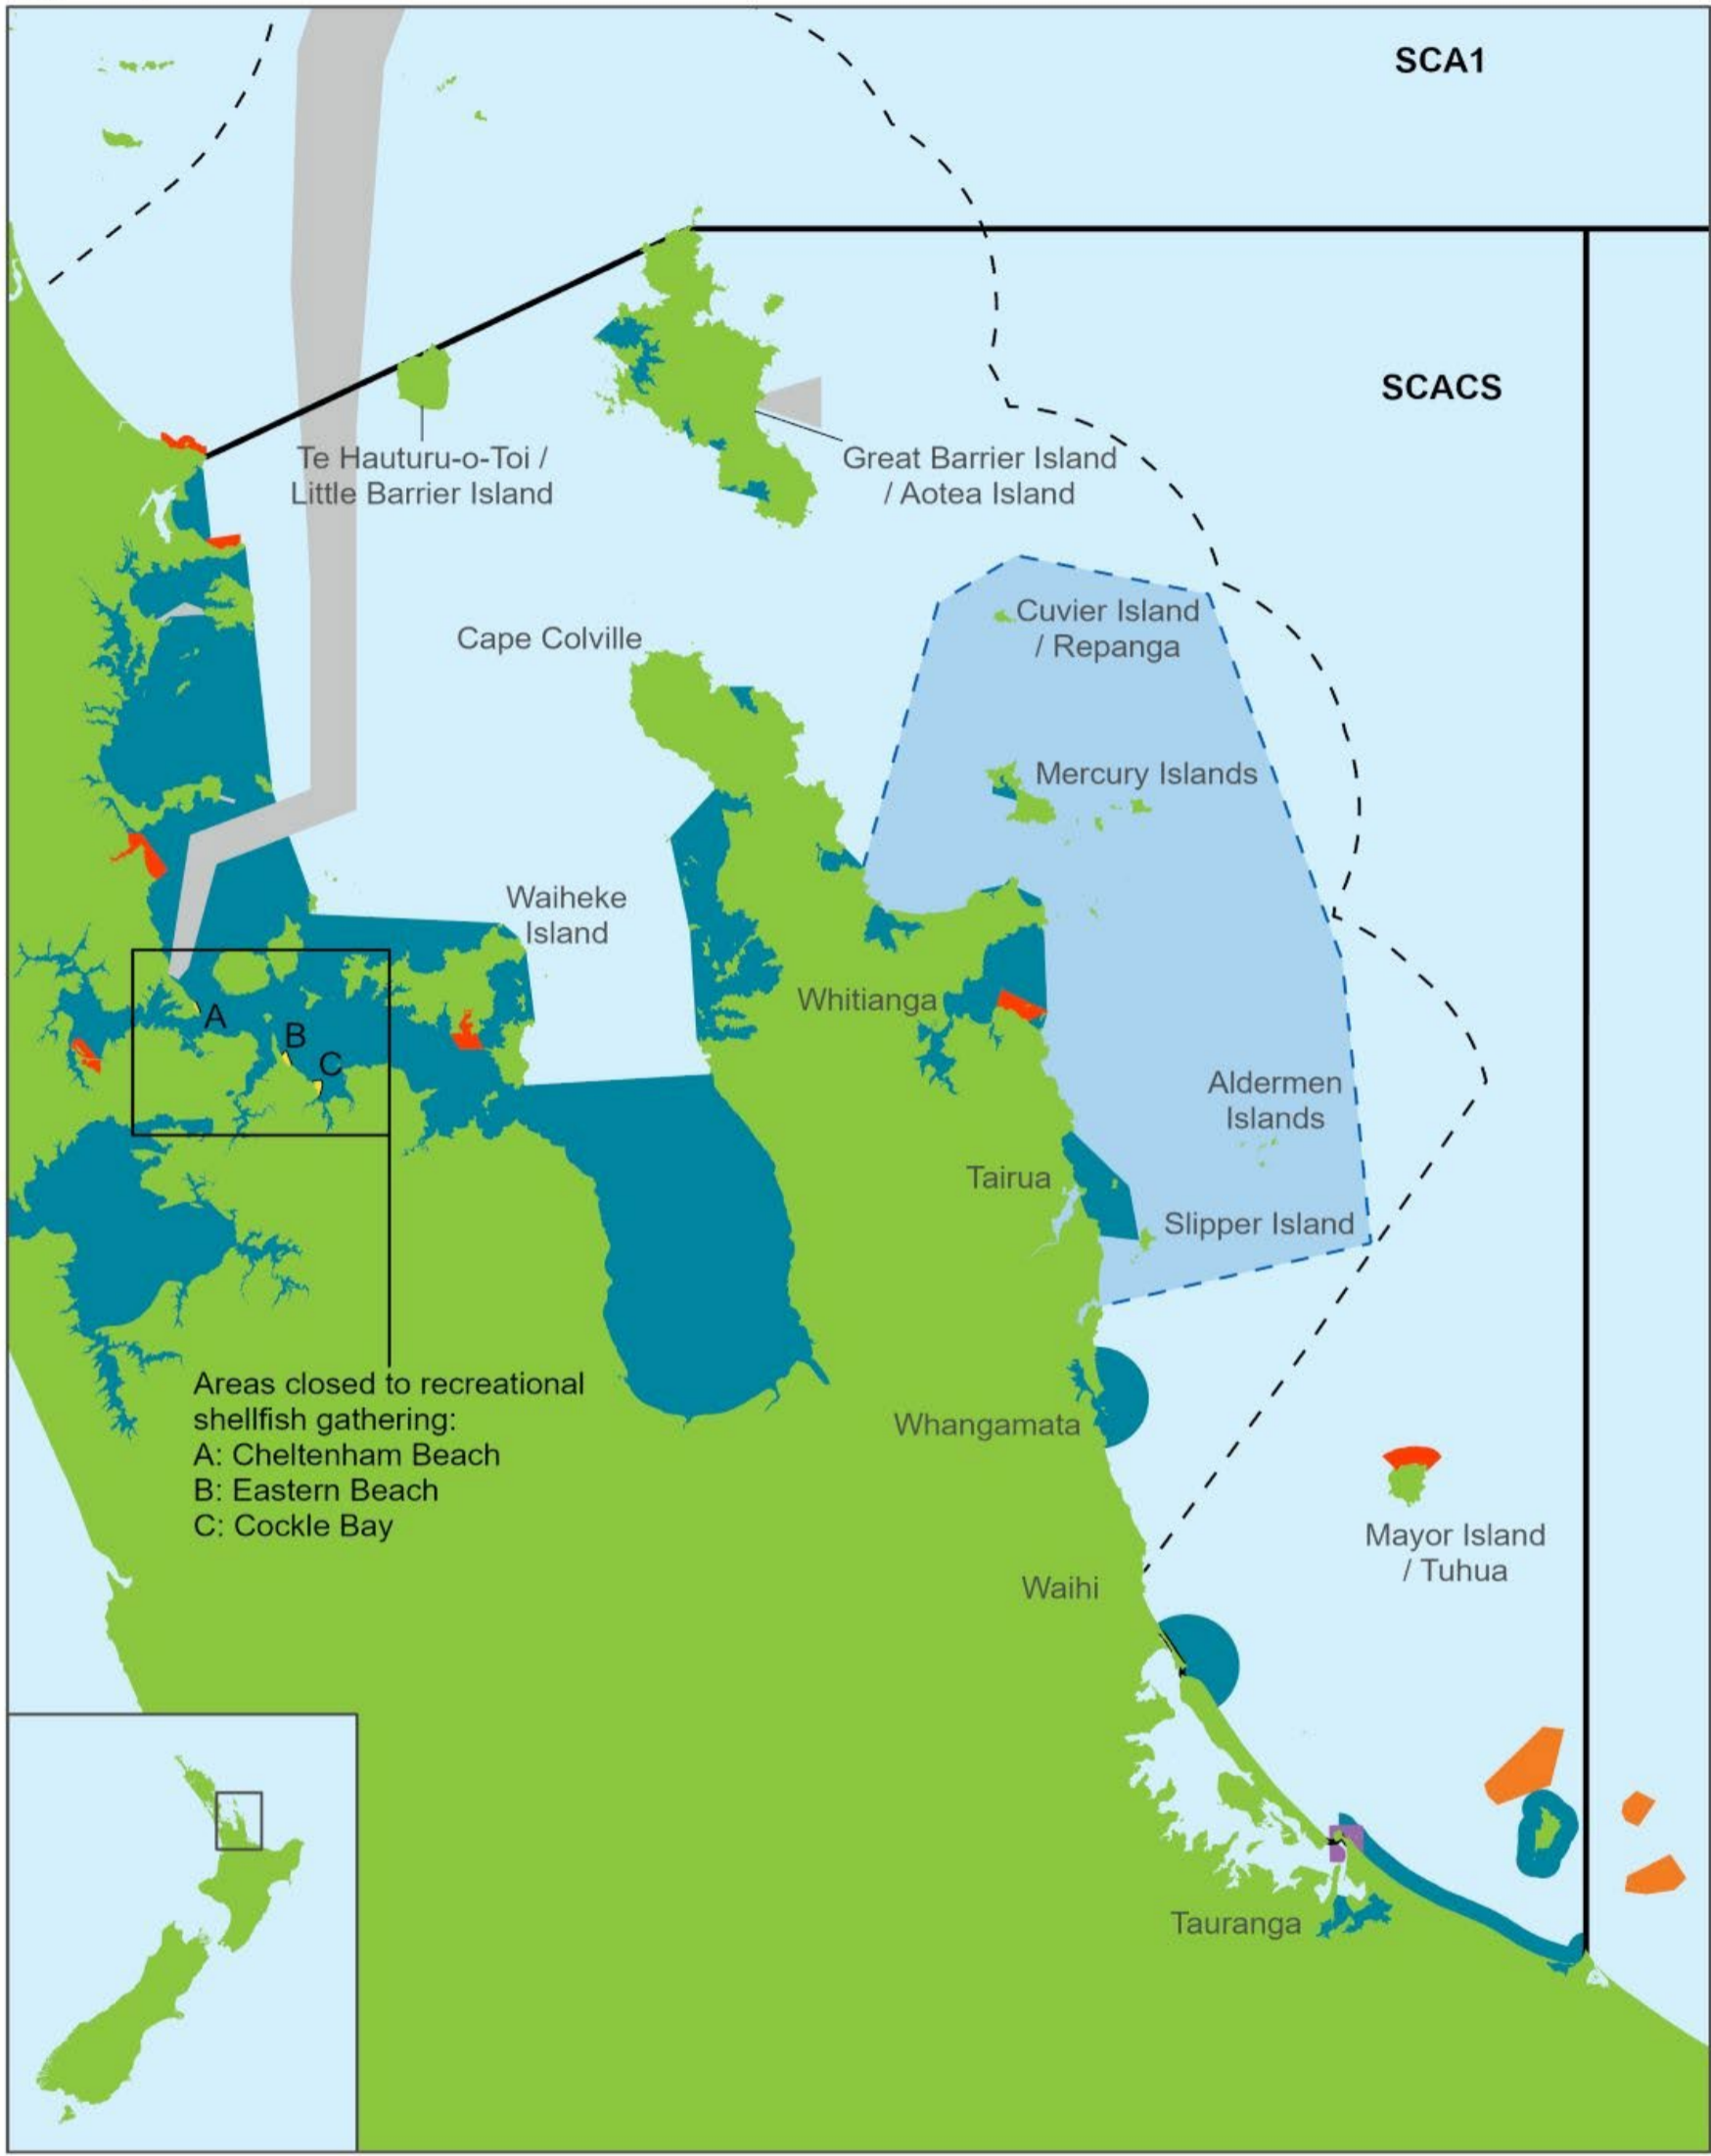 SCA1
SCACS
Te Hauturu-o-Toi /
Little Barrier Island
Great Barrier Island
/ Aotea Island
Cuvier Island
/ Repanga
Cape Colville
Mercury Islands
Waiheke
Island
Whitianga
A
B
C
Aldermen
Islands
Tairua
Slipper Island
Areas closed to recreational
shellfish gathering:
A: Cheltenham Beach
B: Eastern Beach
C: Cockle Bay
Whangamata
Mayor Island
/ Tuhua
Waihi
Tauranga